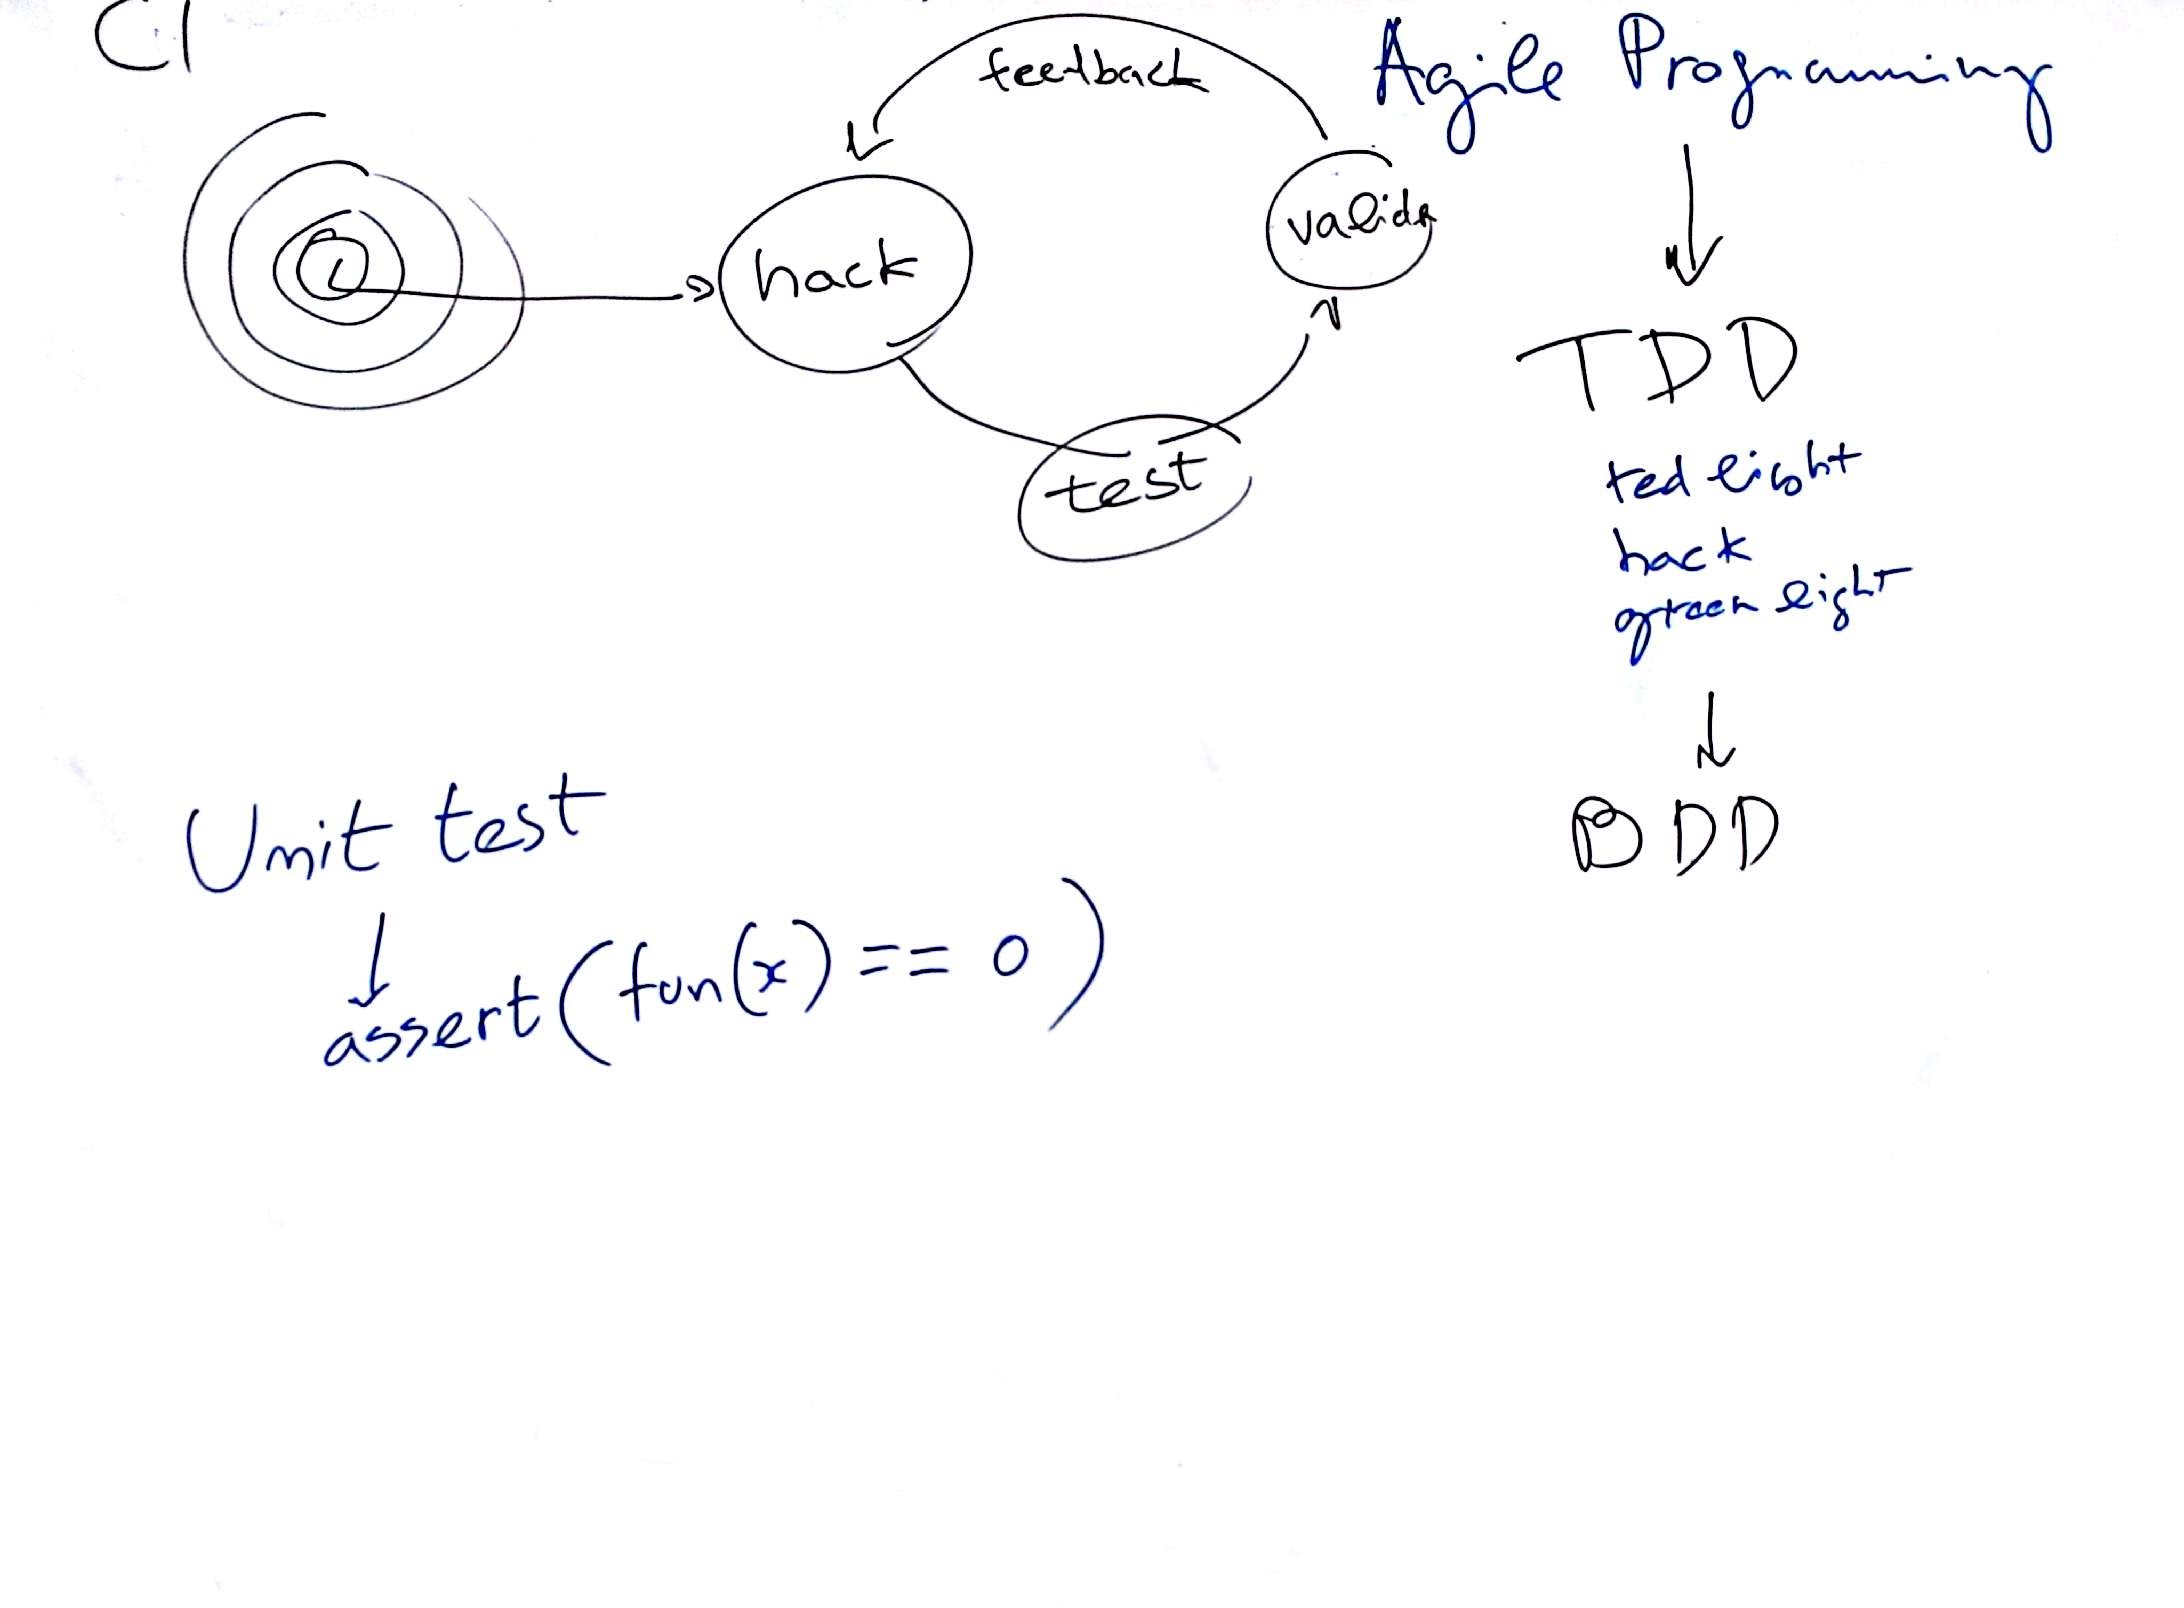 CI
feedback
Agile Programming
hack
valida
test
TDD
red light
hack
green light
BDD
Unit test
assert(fun(x) == 0)